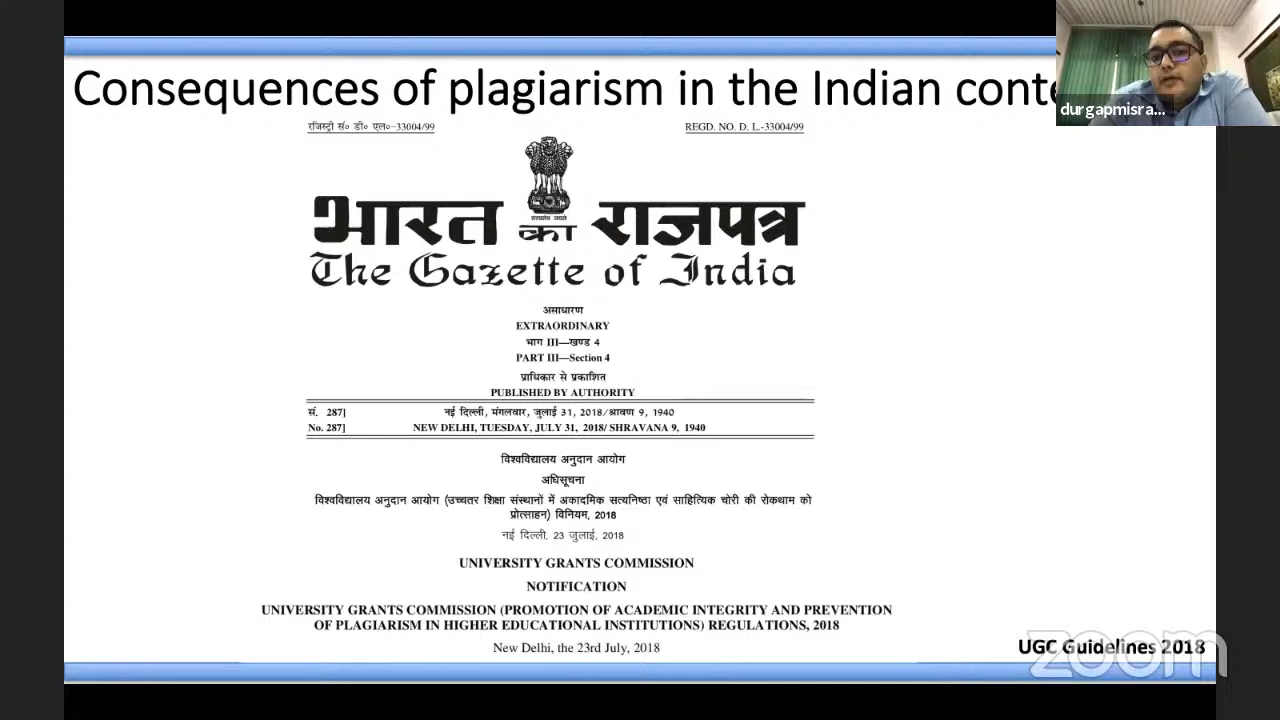 Consequences of plagiarism in the Indian conte
durgapmisra...
रजिस्ट्री सं० डी० एल०-33004/99
REGD. NO. D. L.-33004/99
सत्यमेव जयते
भारत का राजपत्र
The Gazette of India
असाधारण
EXTRAORDINARY
भाग III—खण्ड 4
PART III—Section 4
प्राधिकार से प्रकाशित
PUBLISHED BY AUTHORITY
सं. 287] नई दिल्ली, मंगलवार, जुलाई 31, 2018/श्रावण 9, 1940
No. 287] NEW DELHI, TUESDAY, JULY 31, 2018/ SHRAVANA 9, 1940
विश्वविद्यालय अनुदान आयोग
अधिसूचना
विश्वविद्यालय अनुदान आयोग (उच्चतर शिक्षा संस्थानों में अकादमिक सत्यनिष्ठा एवं साहित्यिक चोरी की रोकथाम को
प्रोत्साहन) विनियम, 2018
नई दिल्ली, 23 जुलाई, 2018
UNIVERSITY GRANTS COMMISSION
NOTIFICATION
UNIVERSITY GRANTS COMMISSION (PROMOTION OF ACADEMIC INTEGRITY AND PREVENTION
OF PLAGIARISM IN HIGHER EDUCATIONAL INSTITUTIONS) REGULATIONS, 2018
New Delhi, the 23rd July, 2018
UGC Guidelines 2018
zoom